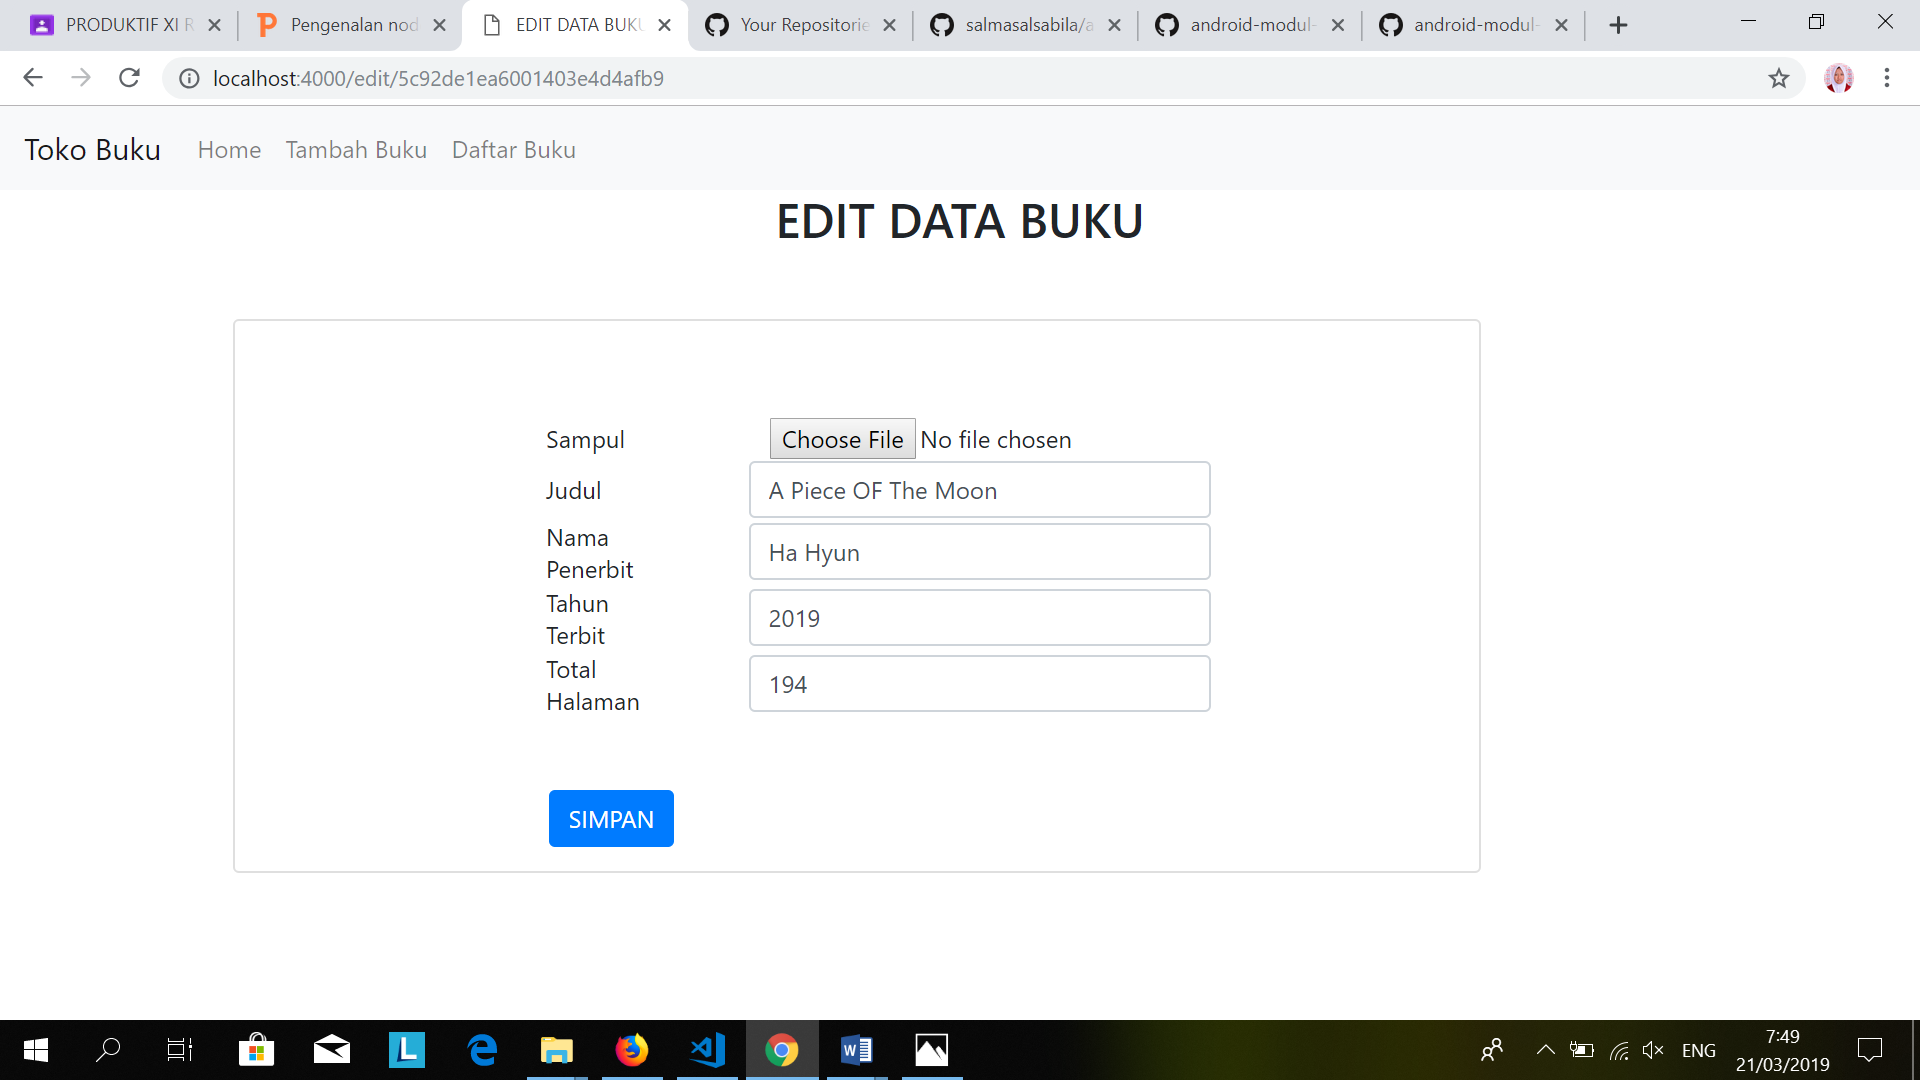 PRODUKTIF XI R
Pengenalan nod
EDIT DATA BUKU
Your Repositorie
salmasalsabila/a
android-modul-
android-modul-
localhost:4000/edit/5c92de1ea6001403e4d4afb9
Toko Buku Home Tambah Buku Daftar Buku
EDIT DATA BUKU
Sampul Choose File No file chosen
Judul A Piece OF The Moon
Nama
Penerbit
Ha Hyun
Tahun
Terbit
2019
Total
Halaman
194
SIMPAN
ENG
7:49
21/03/2019